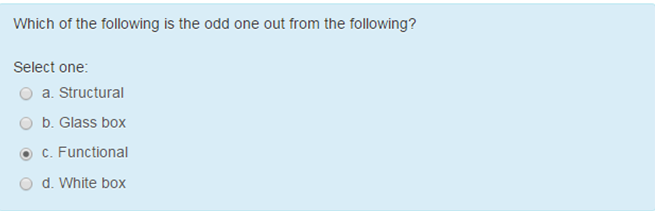 Which of the following is the odd one out from the following?
Select one:
a. Structural
b. Glass box
c. Functional
d. White box